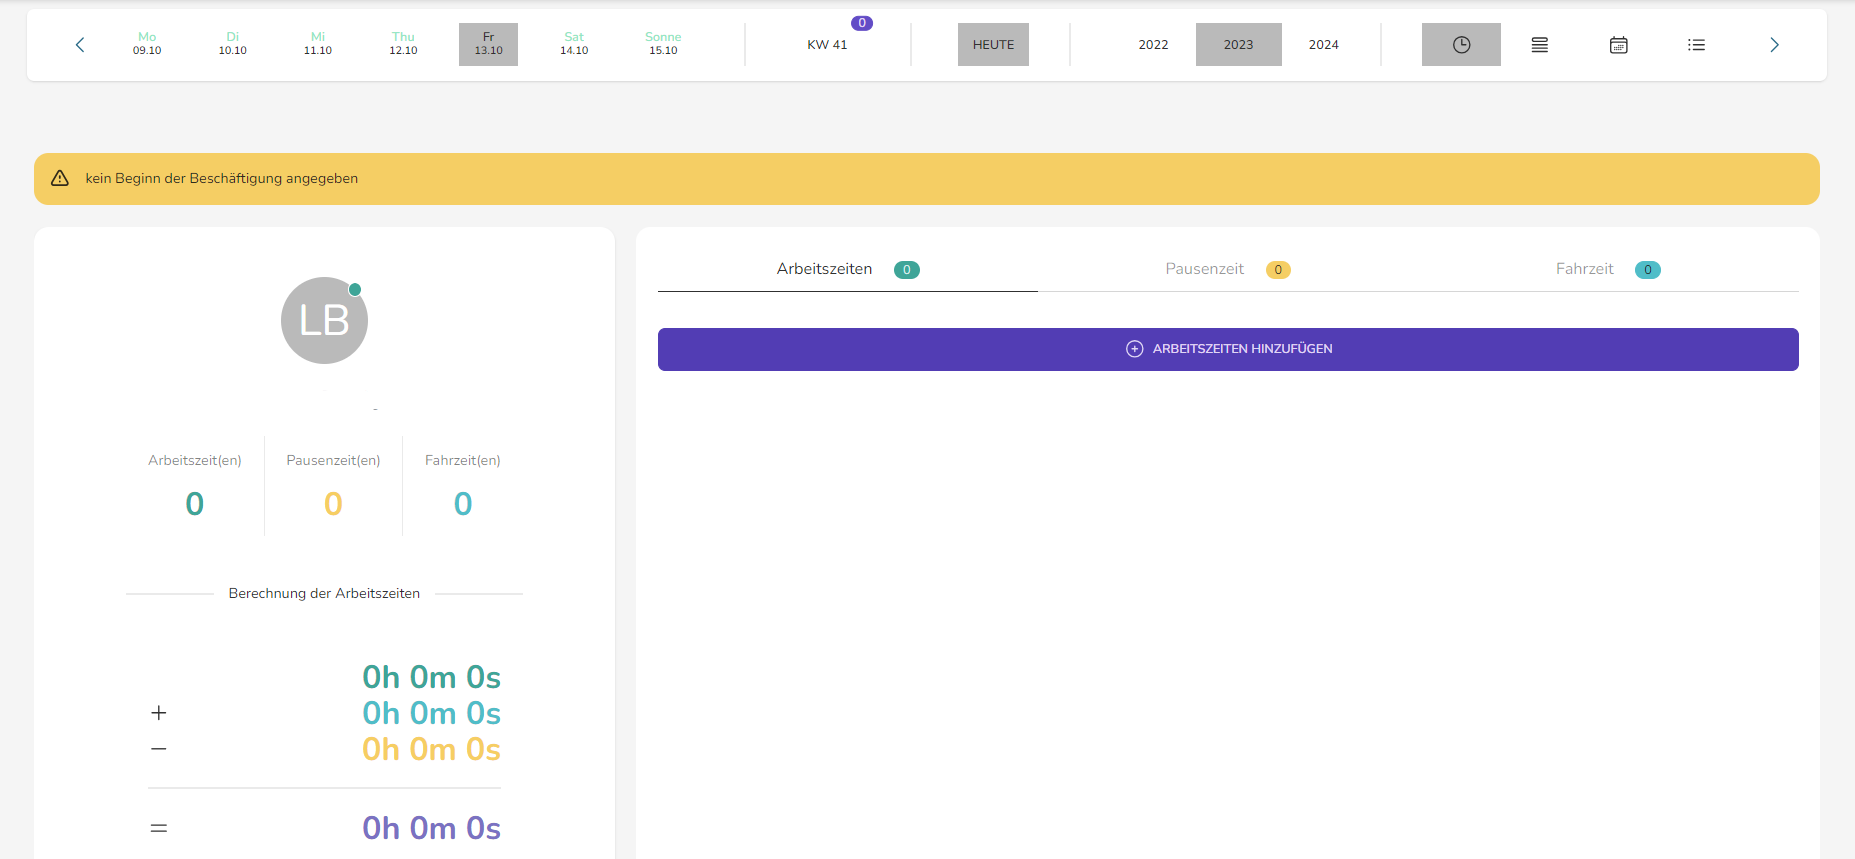 Mo Di Mi Thu Fr Sat Sonne 0
09.10 10.10 11.10 12.10 13.10 14.10 15.10 KW 41 HEUTE 2022 2023 2024
kein Beginn der Beschäftigung angegeben
LB
-
Arbeitszeit(en) Pausenzeit(en) Fahrzeit(en)
0 0 0
Berechnung der Arbeitszeiten
0h 0m 0s
+ 0h 0m 0s
− 0h 0m 0s
= 0h 0m 0s
Arbeitszeiten 0 Pausenzeit 0 Fahrzeit 0
ARBEITSZEITEN HINZUFÜGEN